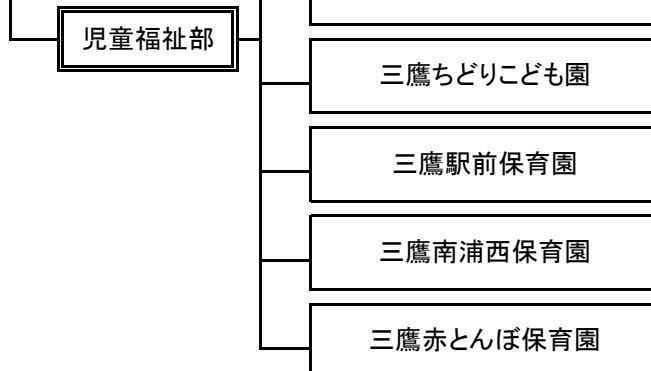 児童福祉部
三鷹ちどりこども園
三鷹駅前保育園
三鷹南浦西保育園
三鷹赤とんぼ保育園